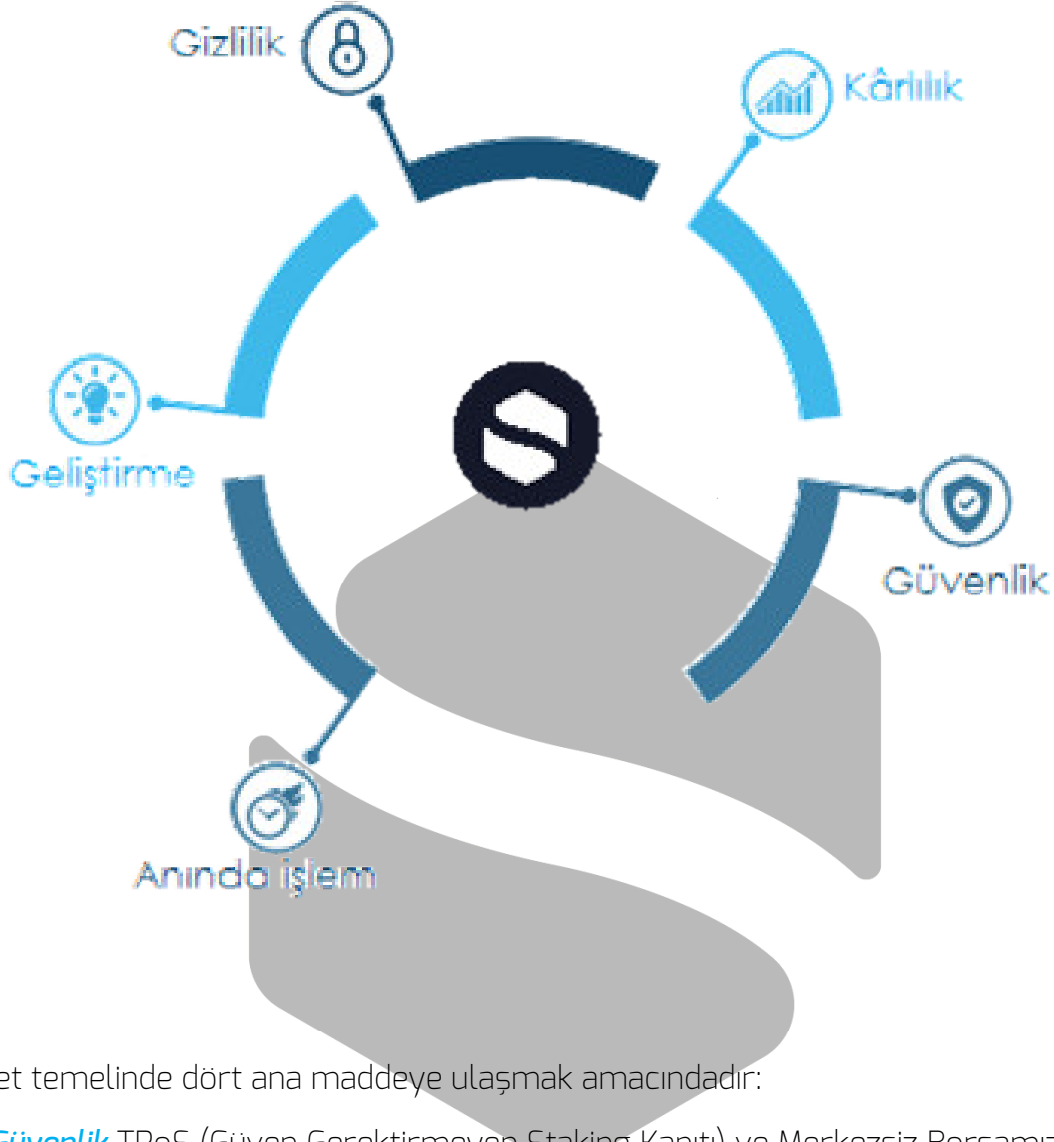 Gizlilik
Kârlılık
Geliştirme
Güvenlik
Anında işlem
et temelinde dört ana maddeye ulaşmak amacındadır:
Güvenlik TPoS (Güven Gerektirmeyen Staking Kanıtı) ve Merkezsiz